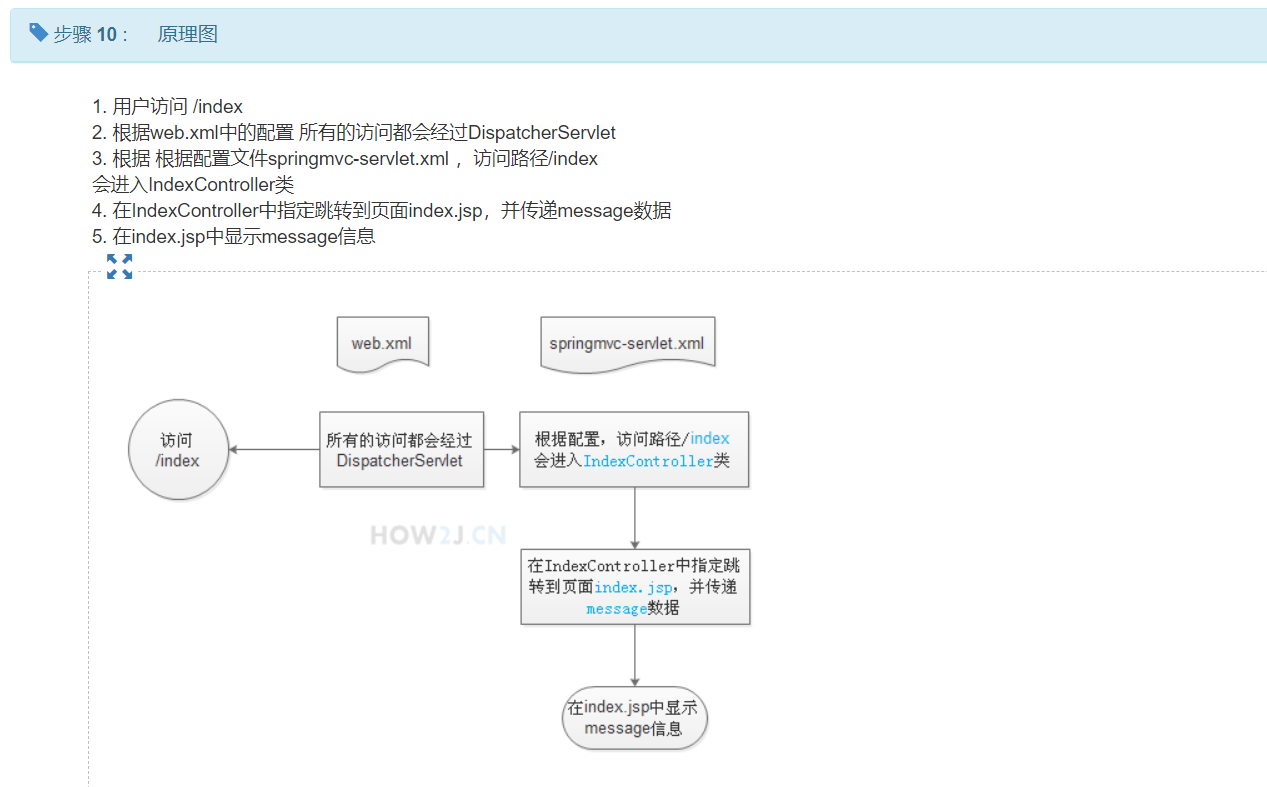 步骤 10 : 原理图
1. 用户访问 /index
2. 根据web.xml中的配置 所有的访问都会经过DispatcherServlet
3. 根据 根据配置文件springmvc-servlet.xml ，访问路径/index
会进入IndexController类
4. 在IndexController中指定跳转到页面index.jsp，并传递message数据
5. 在index.jsp中显示message信息
web.xml
springmvc-servlet.xml
访问
/index
所有的访问都会经过
DispatcherServlet
根据配置，访问路径/index
会进入IndexController类
HOW2J.CN
在IndexController中指定跳
转到页面index.jsp，并传递
message数据
在index.jsp中显示
message信息